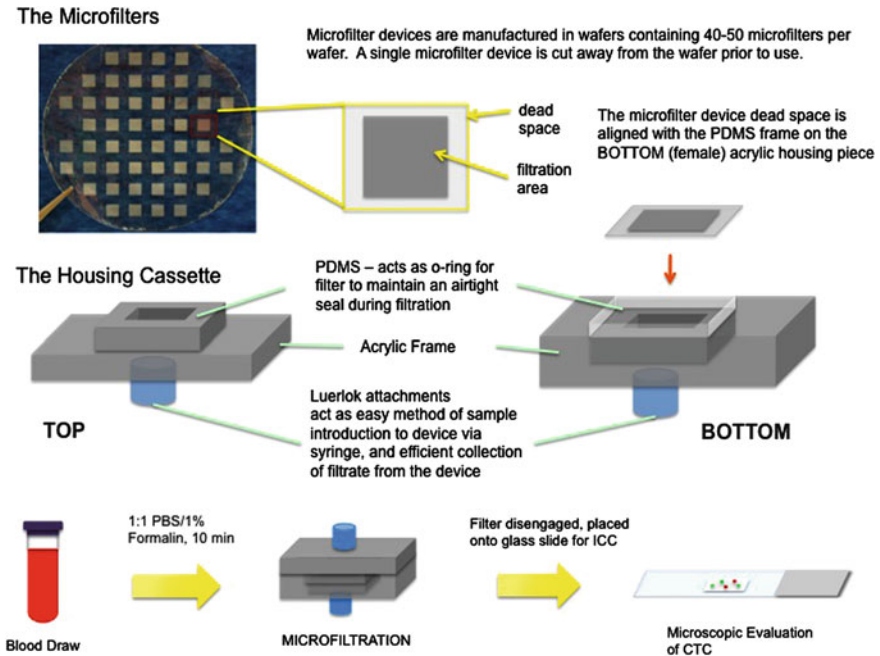 The Microfilters
Microfilter devices are manufactured in wafers containing 40-50 microfilters per
wafer. A single microfilter device is cut away from the wafer prior to use.
dead
space
filtration
area
The microfilter device dead space is
aligned with the PDMS frame on the
BOTTOM (female) acrylic housing piece
The Housing Cassette
PDMS – acts as o-ring for
filter to maintain an airtight
seal during filtration
Acrylic Frame
Luerlok attachments
act as easy method of sample
introduction to device via
syringe, and efficient collection
of filtrate from the device
TOP
BOTTOM
1:1 PBS/1%
Formalin, 10 min
Filter disengaged, placed
onto glass slide for ICC
Blood Draw
MICROFILTRATION
Microscopic Evaluation
of CTC